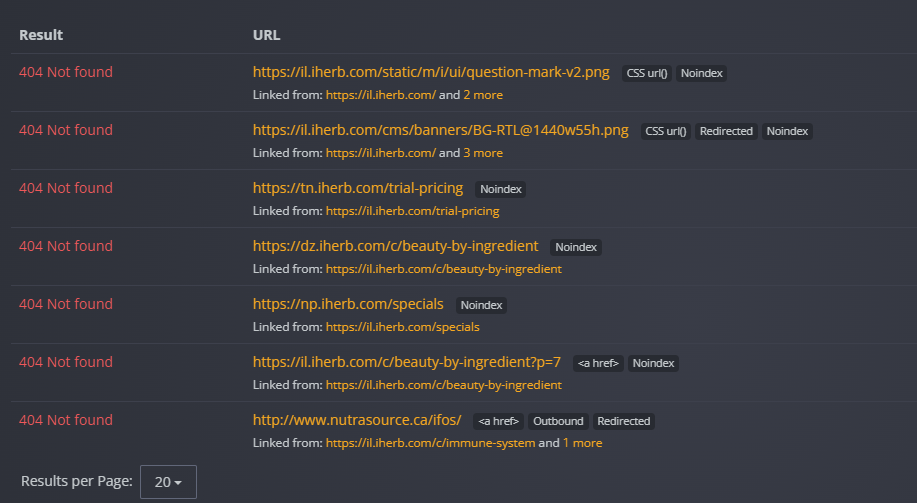 Result URL
404 Not found https://il.iherb.com/static/m/i/ui/question-mark-v2.png CSS url() Noindex
Linked from: https://il.iherb.com/ and 2 more
404 Not found https://il.iherb.com/cms/banners/BG-RTL@1440w55h.png CSS url() Redirected Noindex
Linked from: https://il.iherb.com/ and 3 more
404 Not found https://tn.iherb.com/trial-pricing Noindex
Linked from: https://il.iherb.com/trial-pricing
404 Not found https://dz.iherb.com/c/beauty-by-ingredient Noindex
Linked from: https://il.iherb.com/c/beauty-by-ingredient
404 Not found https://np.iherb.com/specials Noindex
Linked from: https://il.iherb.com/specials
404 Not found https://il.iherb.com/c/beauty-by-ingredient?p=7 <a href> Noindex
Linked from: https://il.iherb.com/c/beauty-by-ingredient
404 Not found http://www.nutrasource.ca/ifos/ <a href> Outbound Redirected
Linked from: https://il.iherb.com/c/immune-system and 1 more
Results per Page: 20